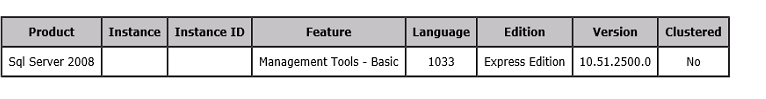 Product Instance Instance ID Feature Language Edition Version Clustered
Sql Server 2008 Management Tools - Basic 1033 Express Edition 10.51.2500.0 No